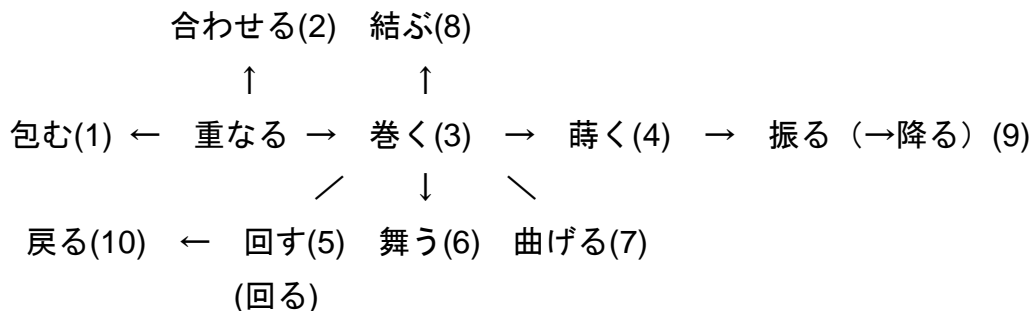 合わせる(2) 結ぶ(8)
↑ ↑
包む(1) ← 重なる → 巻く(3) → 蒔く(4) → 振る（→降る）(9)
／ ↓ ＼
戻る(10) ← 回す(5) 舞う(6) 曲げる(7)
(回る)